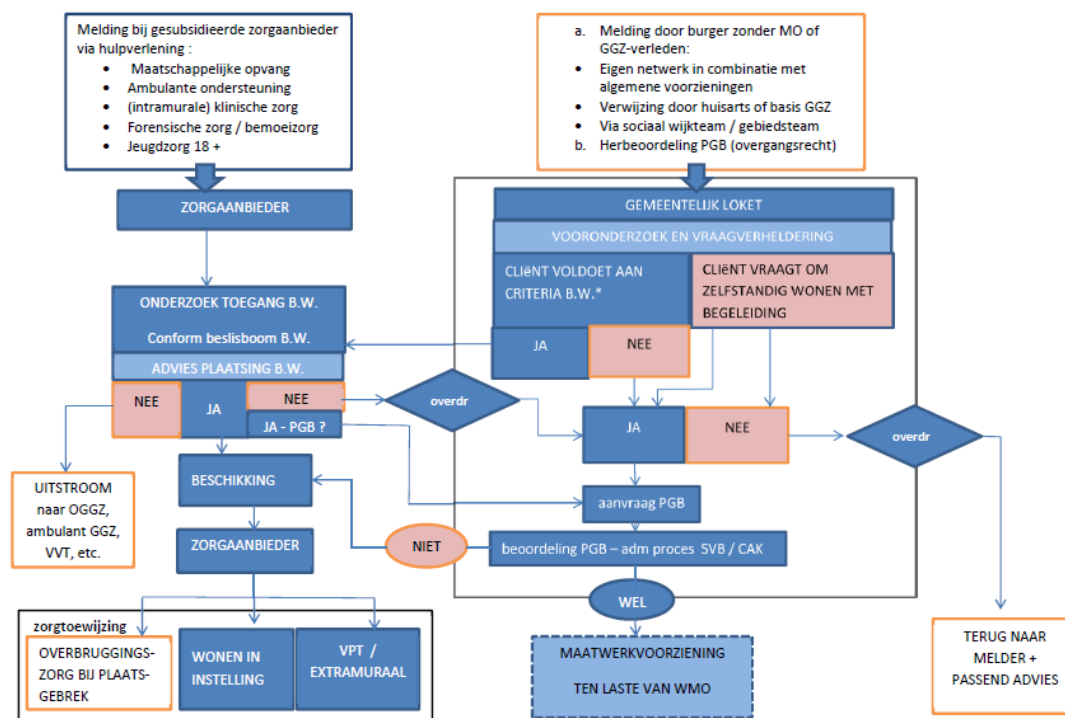 Melding bij gesubsidieerde zorgaanbieder
via hulpverlening :
• Maatschappelijke opvang
• Ambulante ondersteuning
• (intramurale) klinische zorg
• Forensische zorg / bemoeizorg
• Jeugdzorg 18 +
a. Melding door burger zonder MO of
GGZ-verleden:
• Eigen netwerk in combinatie met
algemene voorzieningen
• Verwijzing door huisarts of basis GGZ
• Via sociaal wijkteam / gebiedsteam
b. Herbeoordeling PGB (overgangsrecht)
ZORGAANBIEDER
GEMEENTELIJK LOKET
VOORONDERZOEK EN VRAAGVERHELDERING
CLIËNT VOLDOET AAN
CRITERIA B.W.*
CLIËNT VRAAGT OM
ZELFSTANDIG WONEN MET
BEGELEIDING
JA
NEE
ONDERZOEK TOEGANG B.W.
Conform beslisboom B.W.
ADVIES PLAATSING B.W.
NEE
JA
NEE
JA - PGB ?
overdr
JA
NEE
overdr
UITSTROOM
naar OGGZ,
ambulant GGZ,
VVT, etc.
BESCHIKKING
aanvraag PGB
ZORGAANBIEDER
NIET
beoordeling PGB – adm proces SVB / CAK
WEL
zorgtoewijzing
OVERBRUGGINGS-
ZORG BIJ PLAATS-
GEBREK
WONEN IN
INSTELLING
VPT /
EXTRAMURAAL
MAATWERKVOORZIENING
TEN LASTE VAN WMO
TERUG NAAR
MELDER +
PASSEND ADVIES